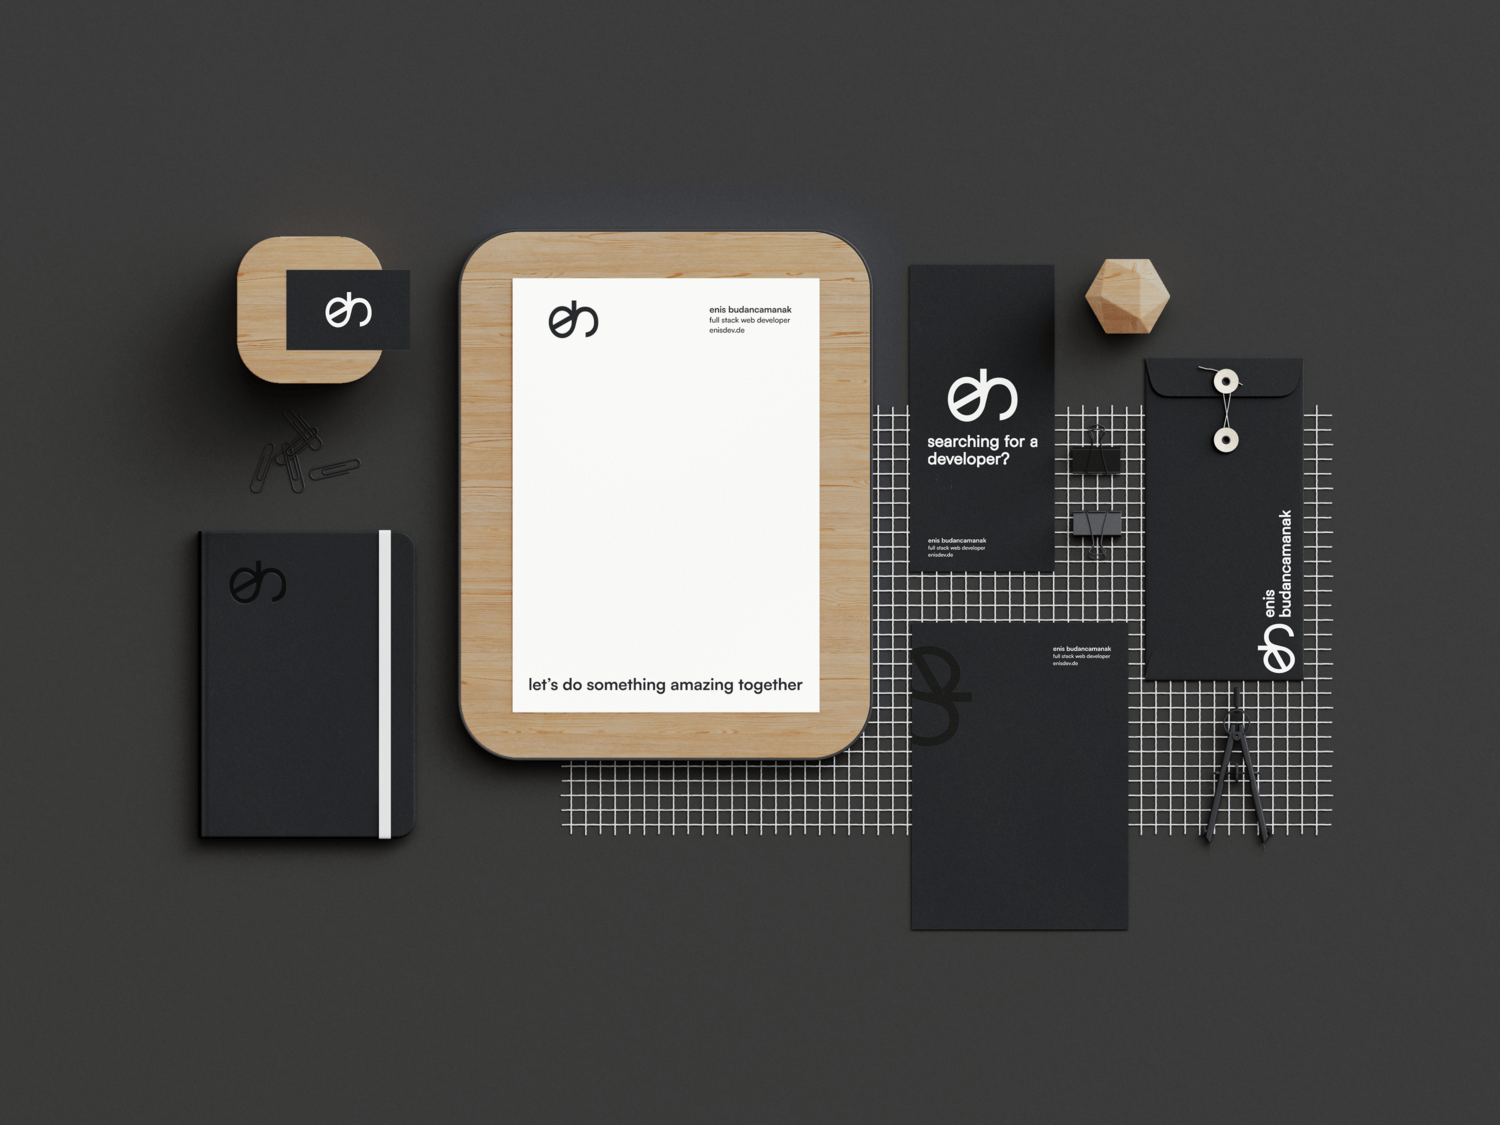 enis budancamanak
full stack web developer
enisdev.de
let's do something amazing together
searching for a
developer?
enis budancamanak
full stack web developer
enisdev.de
enis budancamanak
full stack web developer
enisdev.de
enis
budancamanak